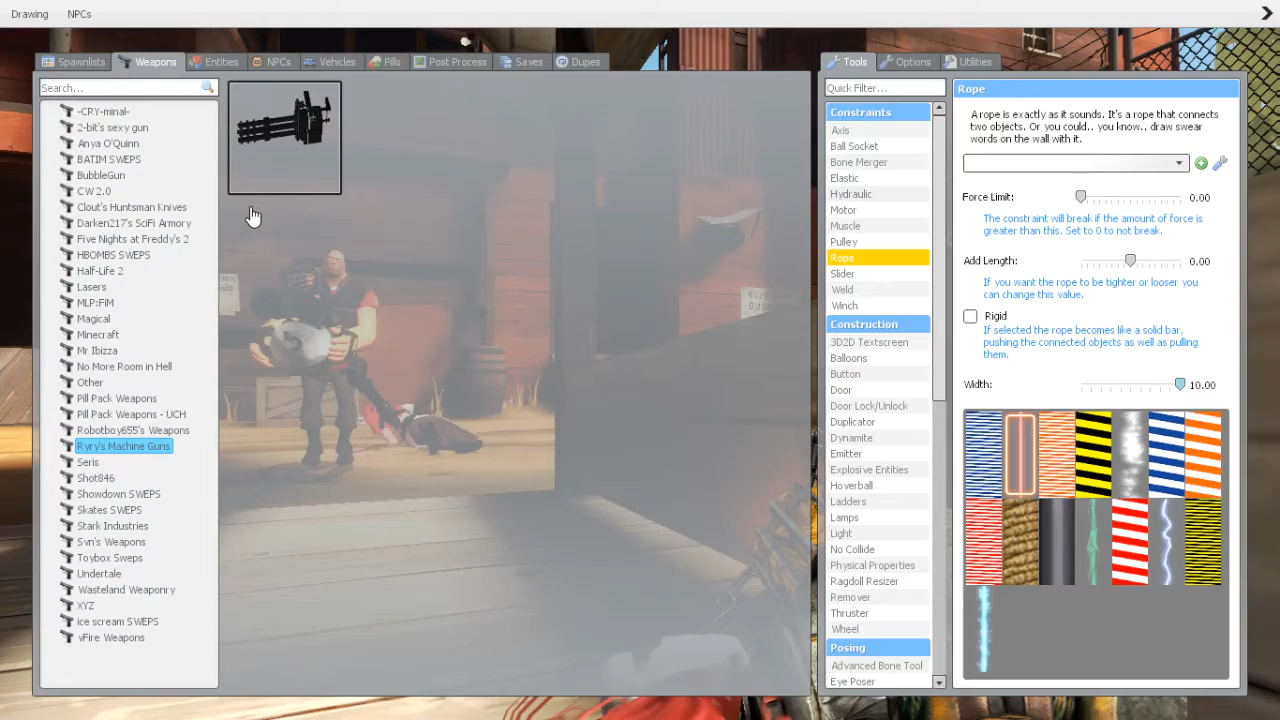 Drawing NPCs
Spawnlists Weapons Entities NPCs Vehicles Pills Post Process Saves Dupes
Search...
-CRY-minal-
2-bit's sexy gun
Anya O'Quinn
BATIM SWEPS
BubbleGun
CW 2.0
Clout's Huntsman Knives
Darken217's SciFi Armory
Five Nights at Freddy's 2
HBOMBS SWEPS
Half-Life 2
Lasers
MLP:FiM
Magical
Minecraft
Mr Ibizza
No More Room in Hell
Other
Pill Pack Weapons
Pill Pack Weapons - UCH
Robotboy655's Weapons
Ryry's Machine Guns
Seris
Shot846
Showdown SWEPS
Skates SWEPS
Stark Industries
Svn's Weapons
Toybox Sweps
Undertale
Wasteland Weaponry
XYZ
ice cream SWEPS
vFire Weapons
Tools Options Utilities
Quick Filter...
Constraints
Axis
Ball Socket
Bone Merger
Elastic
Hydraulic
Motor
Muscle
Pulley
Rope
Slider
Weld
Winch
Construction
3D2D Textscreen
Balloons
Button
Door
Door Lock/Unlock
Duplicator
Dynamite
Emitter
Explosive Entities
Hoverball
Ladders
Lamps
Light
No Collide
Physical Properties
Ragdoll Resizer
Remover
Thruster
Wheel
Posing
Advanced Bone Tool
Eye Poser
Rope
A rope is exactly as it sounds. It's a rope that connects
two objects. Or you could.. you know.. draw swear
words on the wall with it.
Force Limit: 0.00
The constraint will break if the amount of force is
greater than this. Set to 0 to not break.
Add Length: 0.00
If you want the rope to be tighter or looser you
can change this value.
Rigid
If selected the rope becomes like a solid bar,
pushing the connected objects as well as pulling
them.
Width: 10.00